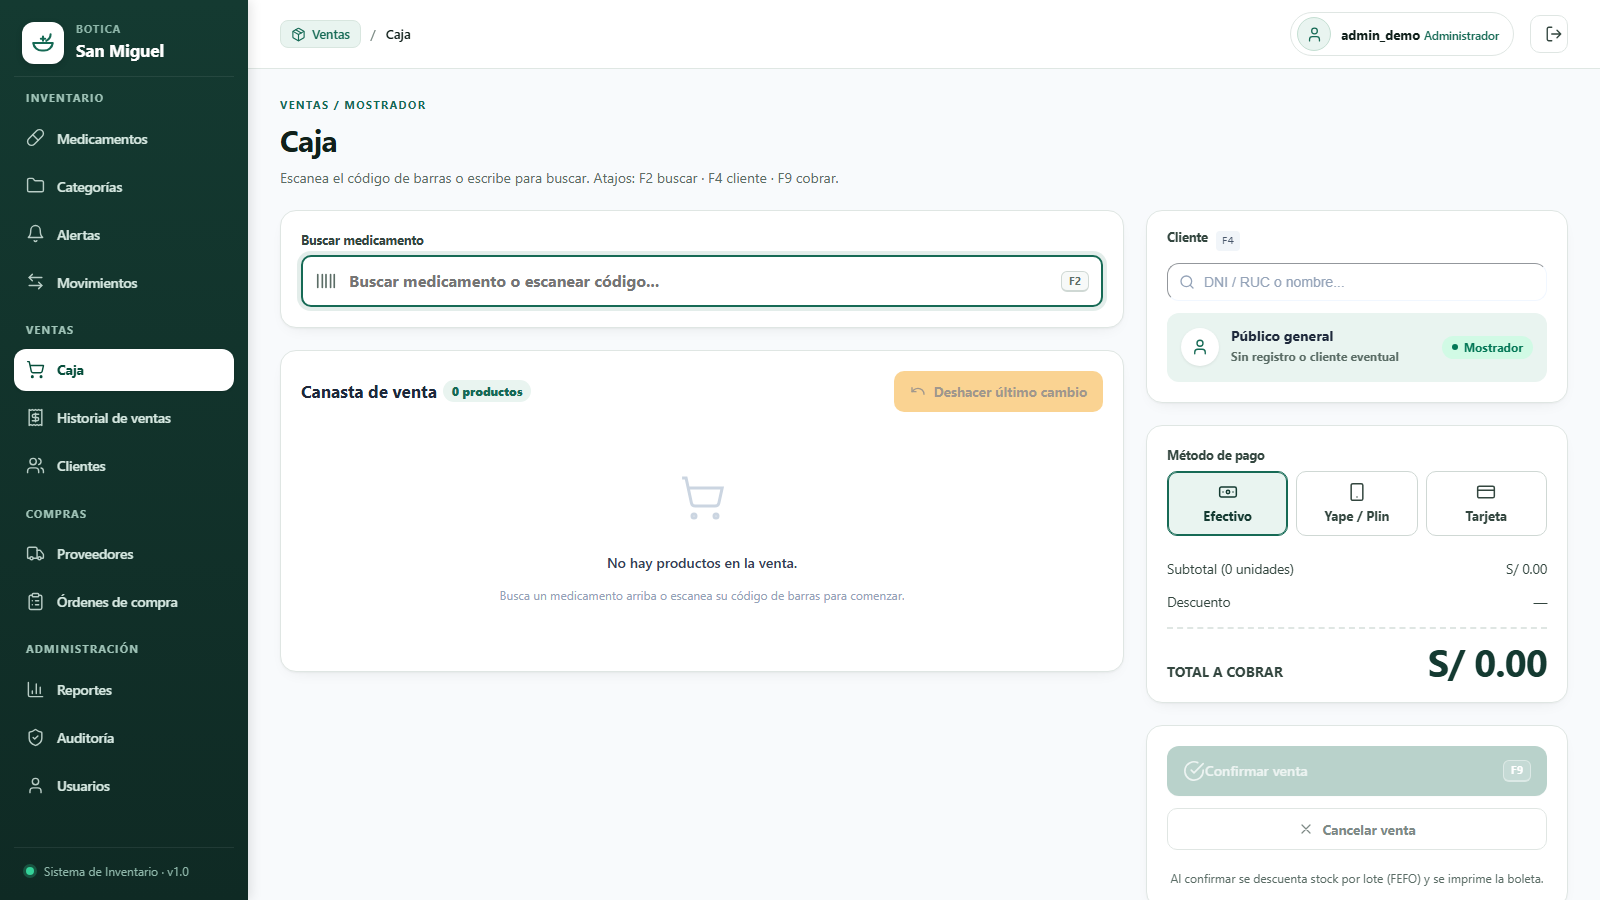 BOTICA
San Miguel
INVENTARIO
Medicamentos
Categorías
Alertas
Movimientos
VENTAS
Caja
Historial de ventas
Clientes
COMPRAS
Proveedores
Órdenes de compra
ADMINISTRACIÓN
Reportes
Auditoría
Usuarios
Sistema de Inventario · v1.0
Ventas / Caja
admin_demo Administrador
VENTAS / MOSTRADOR
Caja
Escanea el código de barras o escribe para buscar. Atajos: F2 buscar · F4 cliente · F9 cobrar.
Buscar medicamento
Buscar medicamento o escanear código... F2
Canasta de venta 0 productos Deshacer último cambio
No hay productos en la venta.
Busca un medicamento arriba o escanea su código de barras para comenzar.
Cliente F4
DNI / RUC o nombre...
Público general
Sin registro o cliente eventual
Mostrador
Método de pago
Efectivo
Yape / Plin
Tarjeta
Subtotal (0 unidades) S/ 0.00
Descuento —
TOTAL A COBRAR S/ 0.00
Confirmar venta F9
Cancelar venta
Al confirmar se descuenta stock por lote (FEFO) y se imprime la boleta.